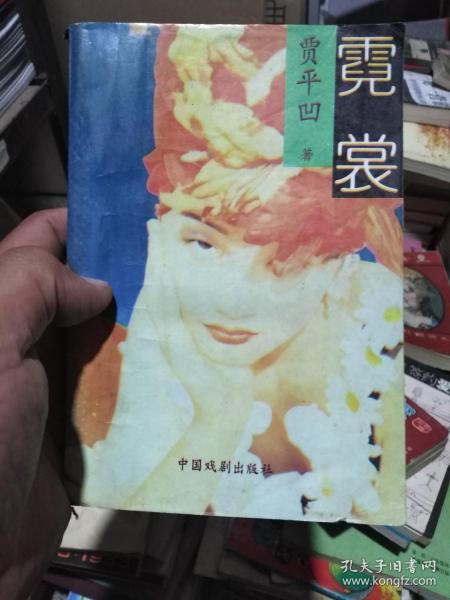 霓裳
贾平凹 著
中国戏剧出版社
孔夫子旧书网
www.kongfz.com